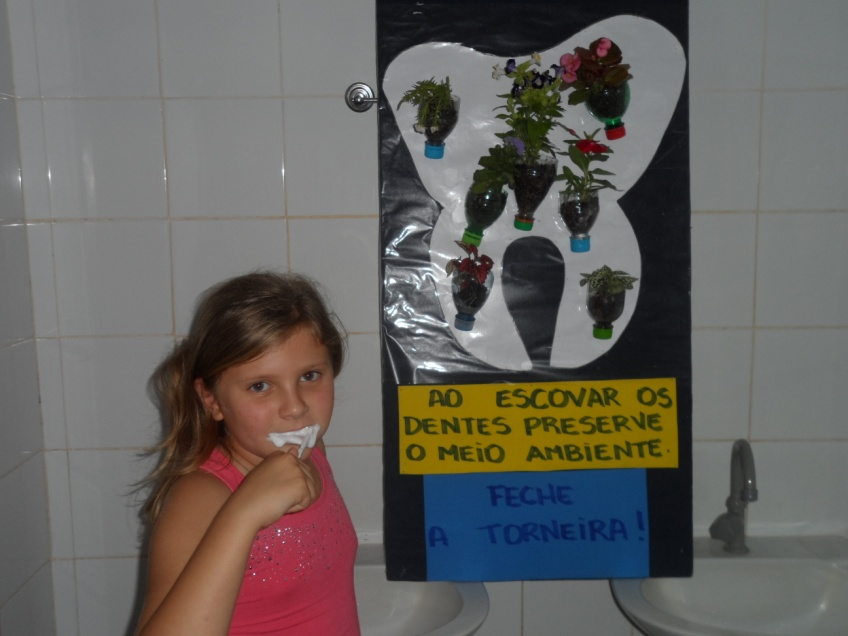 AO ESCOVAR OS
DENTES PRESERVE
O MEIO AMBIENTE.
FECHE
A TORNEIRA!